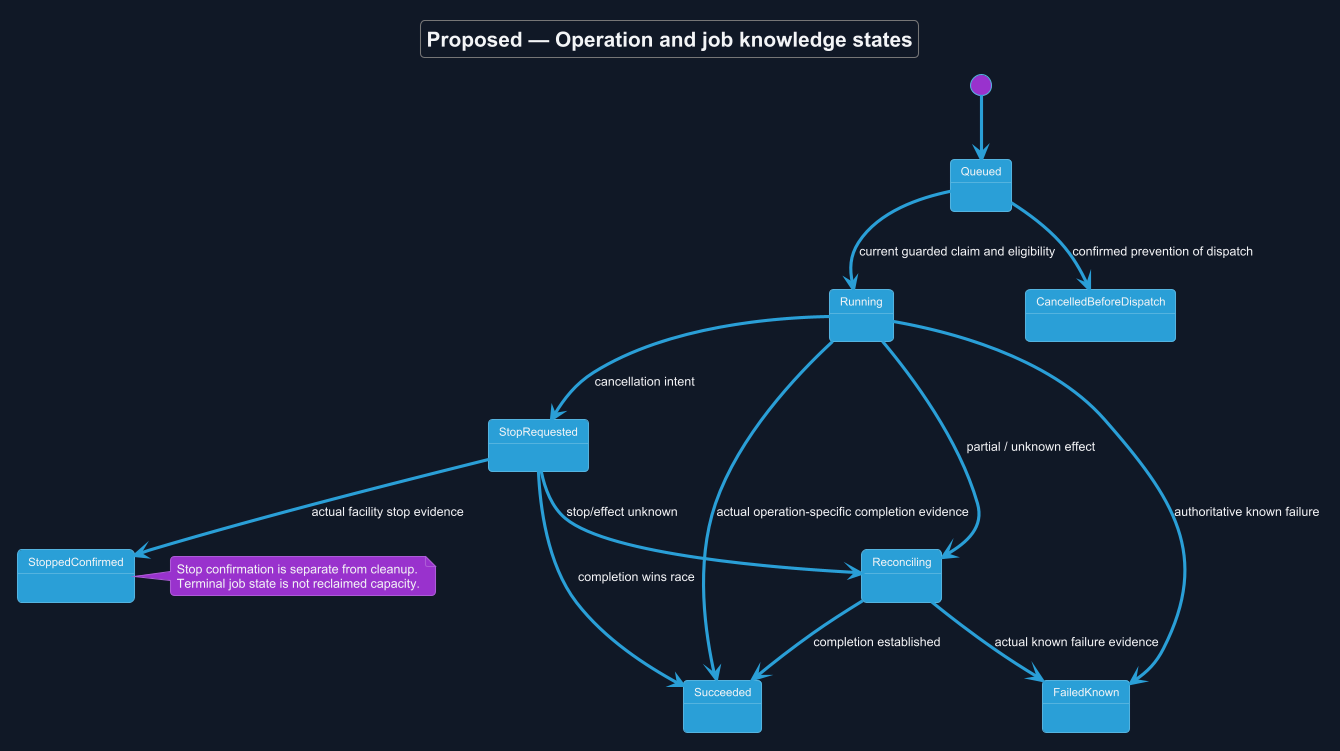 Proposed — Operation and job knowledge states
Queued
current guarded claim and eligibility
confirmed prevention of dispatch
Running
CancelledBeforeDispatch
cancellation intent
StopRequested
partial / unknown effect
actual facility stop evidence
stop/effect unknown
actual operation-specific completion evidence
authoritative known failure
StoppedConfirmed
Stop confirmation is separate from cleanup.
Terminal job state is not reclaimed capacity.
Reconciling
completion wins race
completion established
actual known failure evidence
Succeeded
FailedKnown